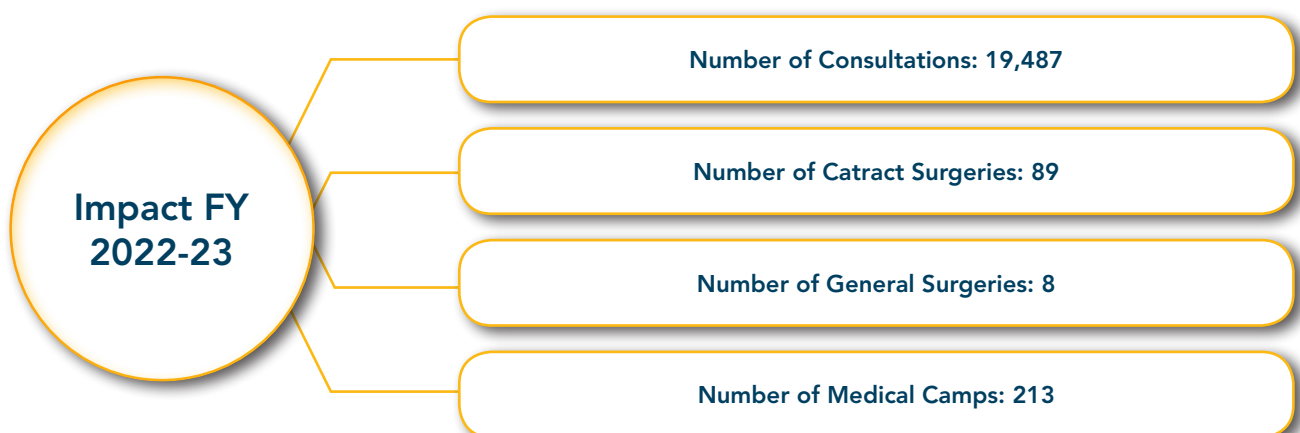 Impact FY
2022-23
Number of Consultations: 19,487
Number of Catract Surgeries: 89
Number of General Surgeries: 8
Number of Medical Camps: 213